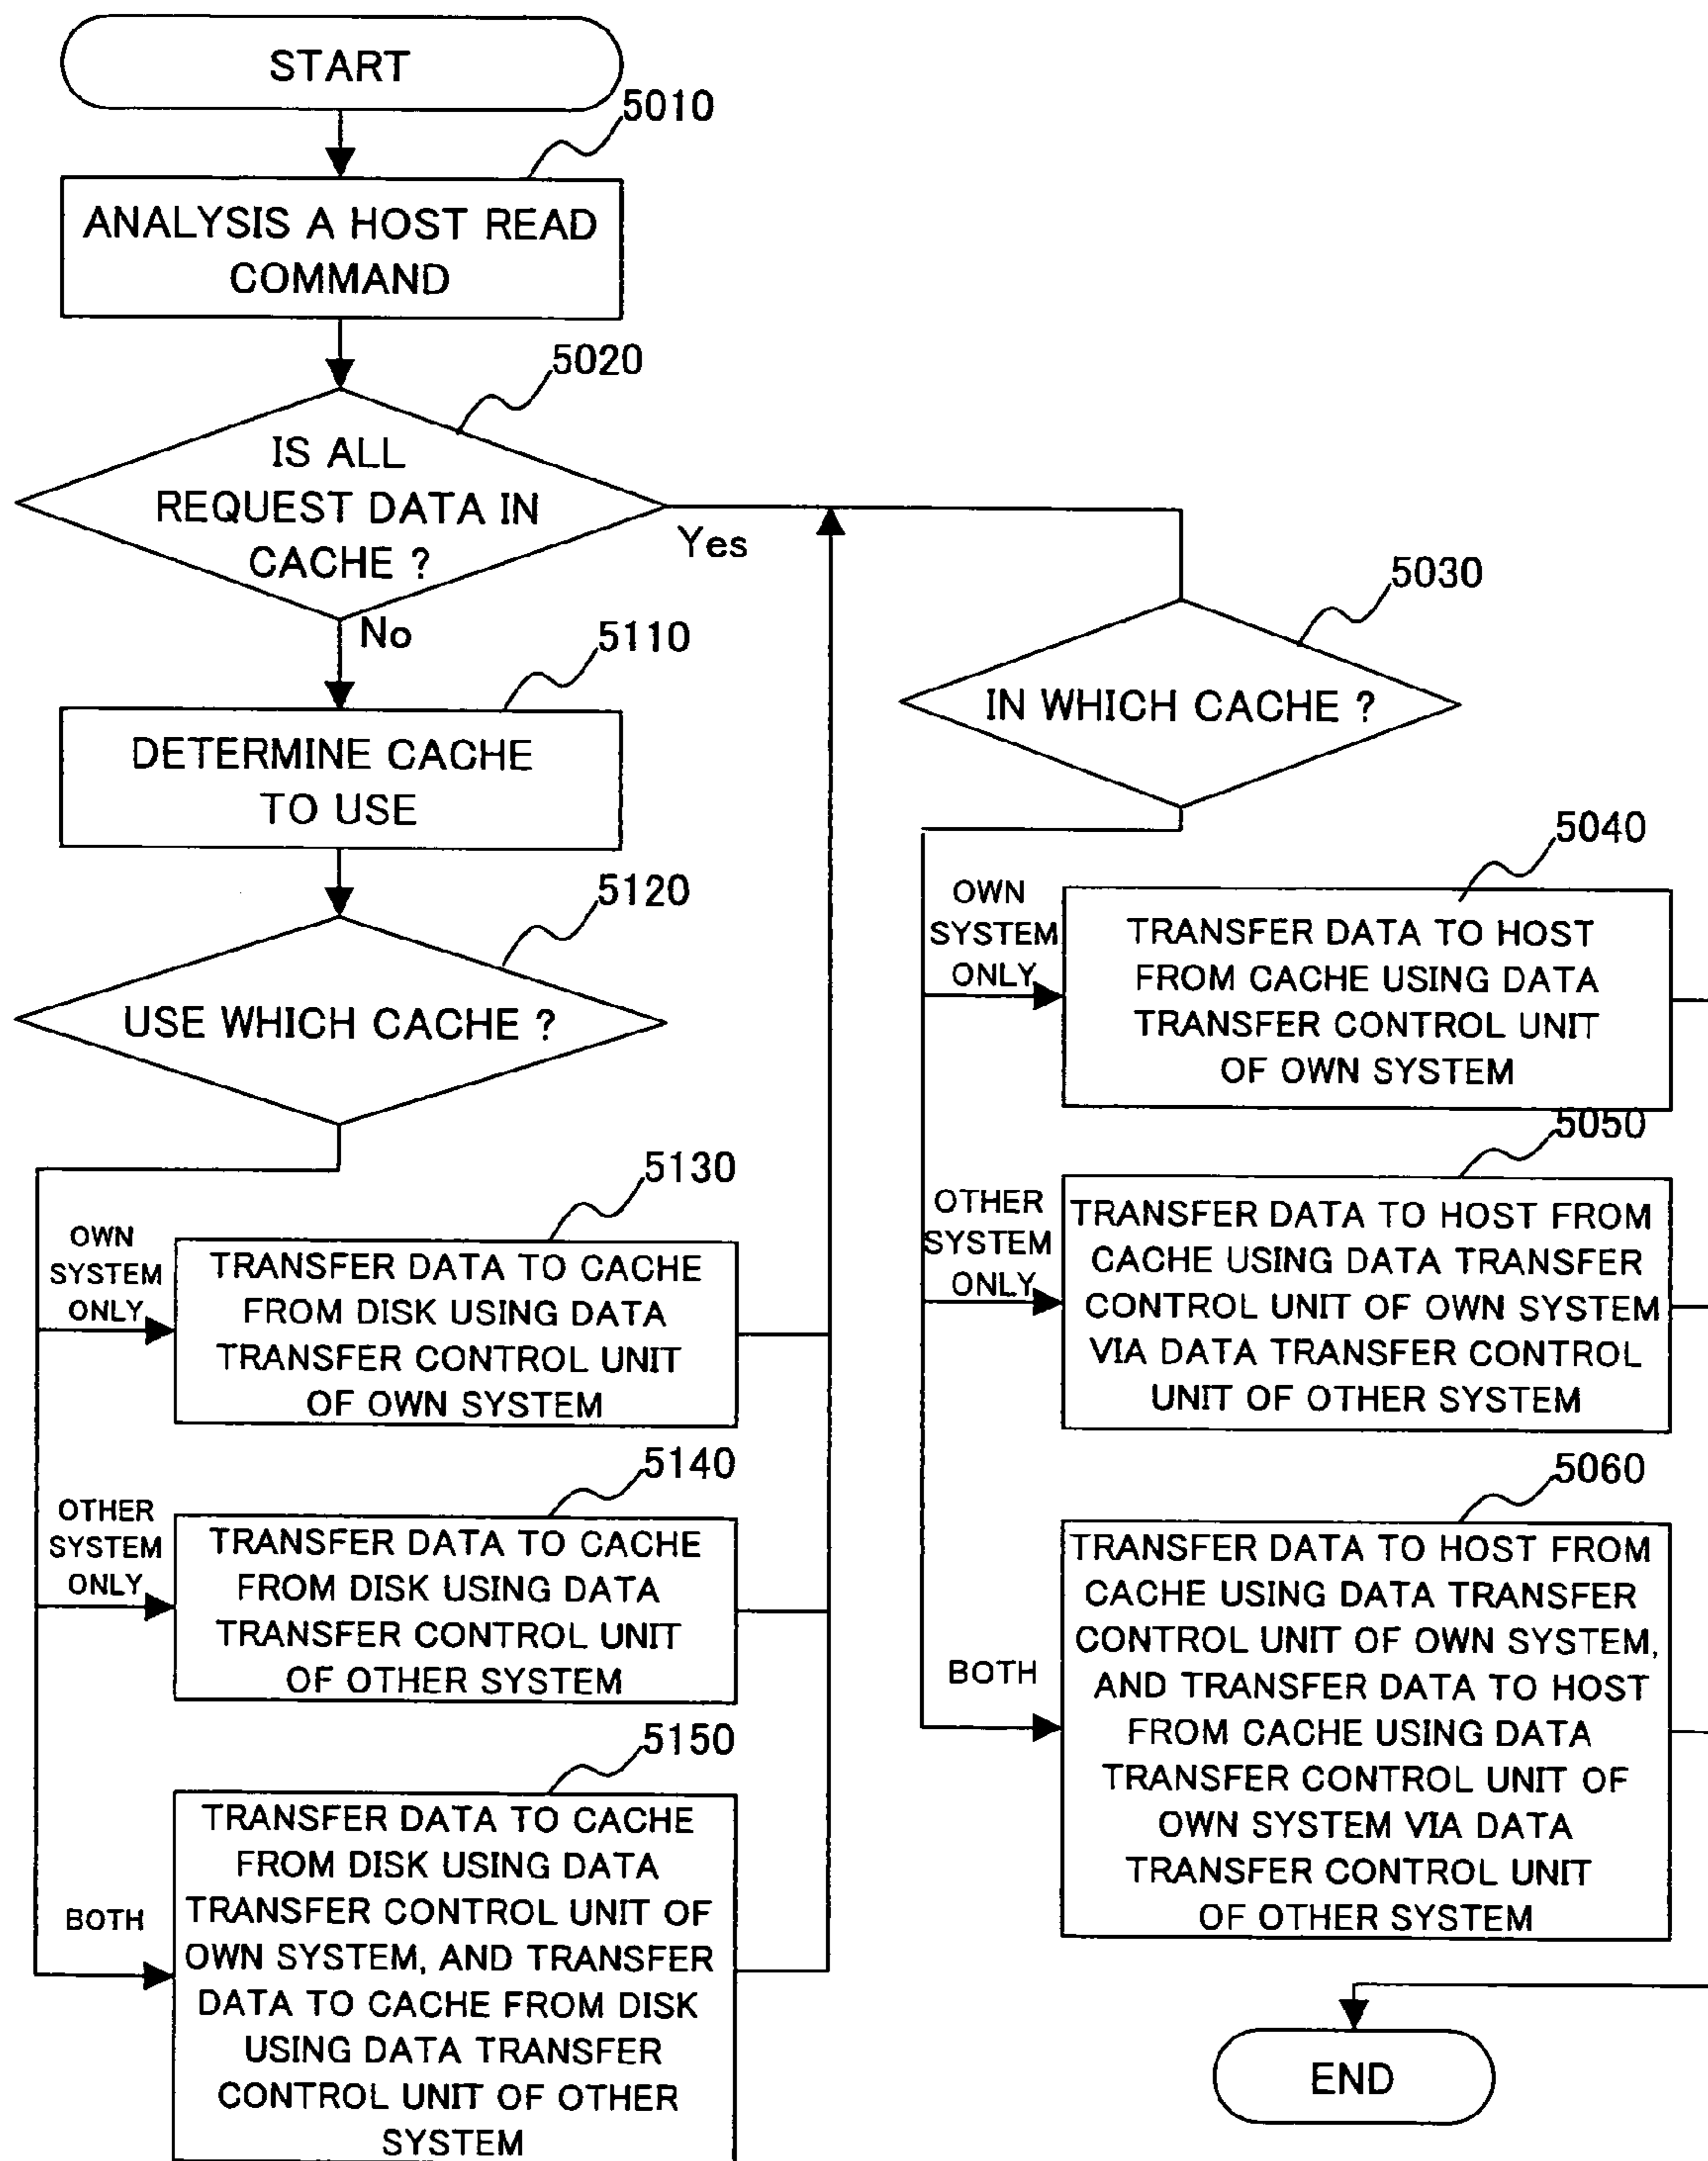 START
5010
ANALYSIS A HOST READ
COMMAND
5020
IS ALL
REQUEST DATA IN
CACHE ?
Yes
No
5110
DETERMINE CACHE
TO USE
5120
USE WHICH CACHE ?
5130
OWN
SYSTEM
ONLY
TRANSFER DATA TO CACHE
FROM DISK USING DATA
TRANSFER CONTROL UNIT
OF OWN SYSTEM
5140
OTHER
SYSTEM
ONLY
TRANSFER DATA TO CACHE
FROM DISK USING DATA
TRANSFER CONTROL UNIT
OF OTHER SYSTEM
5150
BOTH
TRANSFER DATA TO CACHE
FROM DISK USING DATA
TRANSFER CONTROL UNIT OF
OWN SYSTEM, AND TRANSFER
DATA TO CACHE FROM DISK
USING DATA TRANSFER
CONTROL UNIT OF OTHER
SYSTEM
5030
IN WHICH CACHE ?
5040
OWN
SYSTEM
ONLY
TRANSFER DATA TO HOST
FROM CACHE USING DATA
TRANSFER CONTROL UNIT
OF OWN SYSTEM
5050
OTHER
SYSTEM
ONLY
TRANSFER DATA TO HOST FROM
CACHE USING DATA TRANSFER
CONTROL UNIT OF OWN SYSTEM
VIA DATA TRANSFER CONTROL
UNIT OF OTHER SYSTEM
5060
BOTH
TRANSFER DATA TO HOST FROM
CACHE USING DATA TRANSFER
CONTROL UNIT OF OWN SYSTEM,
AND TRANSFER DATA TO HOST
FROM CACHE USING DATA
TRANSFER CONTROL UNIT OF
OWN SYSTEM VIA DATA
TRANSFER CONTROL UNIT
OF OTHER SYSTEM
END